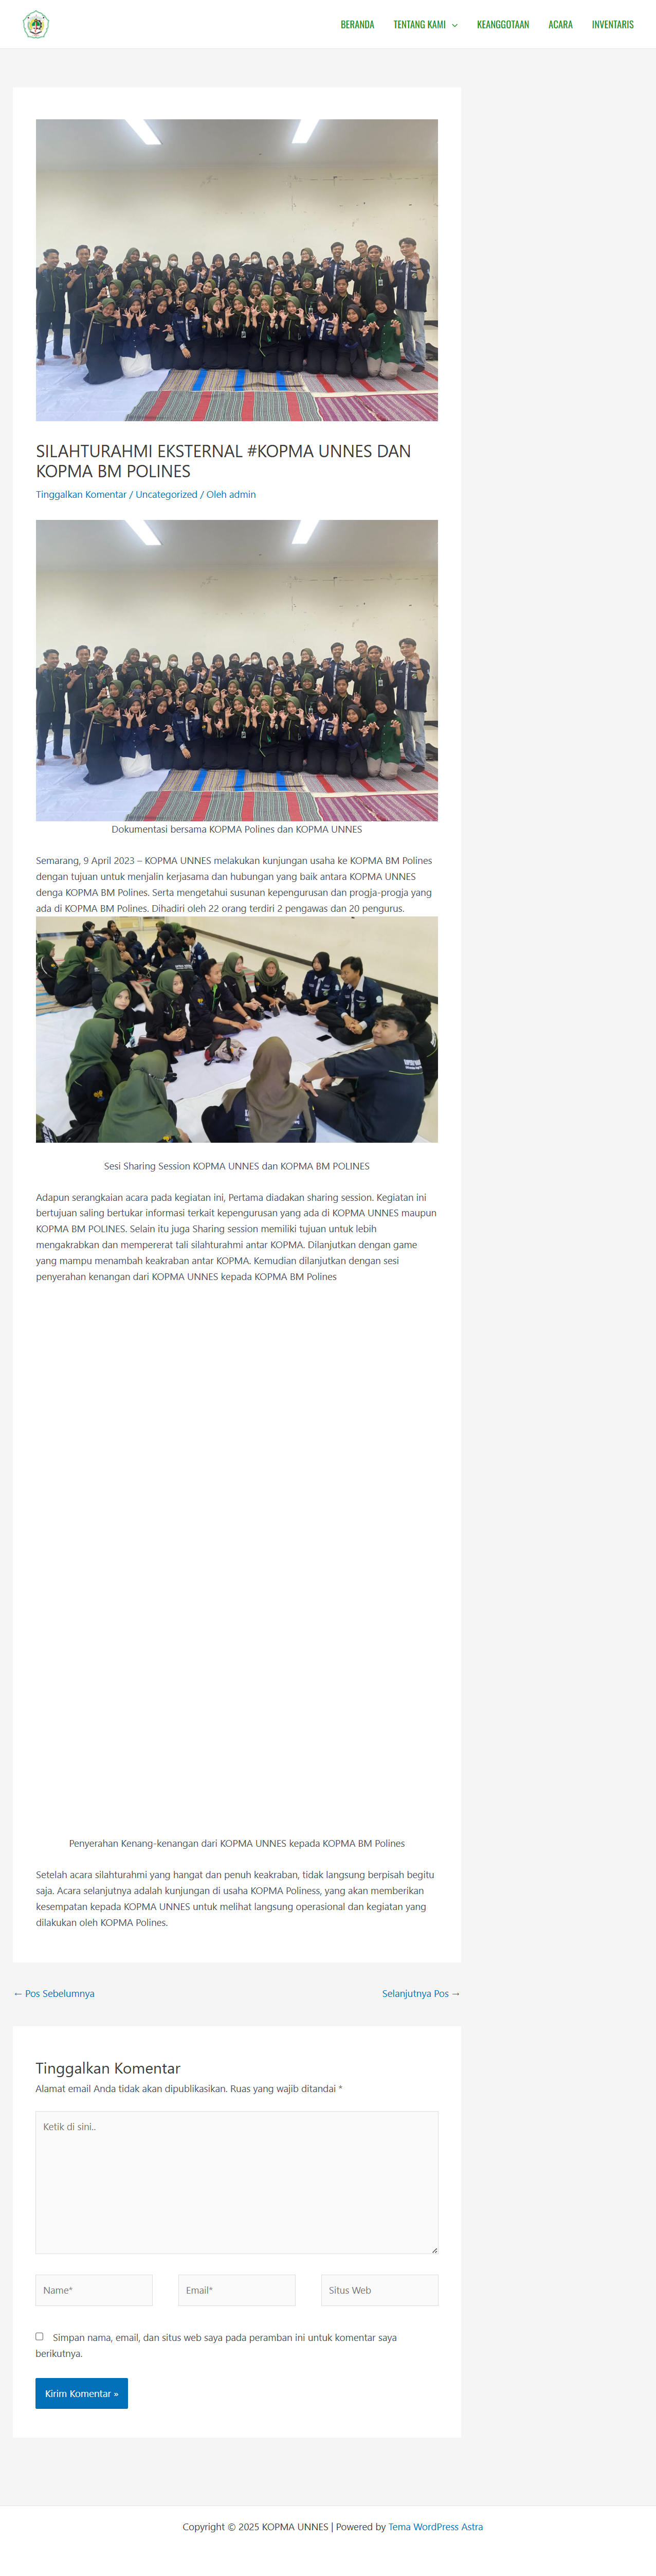 BERANDA TENTANG KAMI KEANGGOTAAN ACARA INVENTARIS
SILAHTURAHMI EKSTERNAL #KOPMA UNNES DAN
KOPMA BM POLINES
Tinggalkan Komentar / Uncategorized / Oleh admin
Dokumentasi bersama KOPMA Polines dan KOPMA UNNES
Semarang, 9 April 2023 – KOPMA UNNES melakukan kunjungan usaha ke KOPMA BM Polines
dengan tujuan untuk menjalin kerjasama dan hubungan yang baik antara KOPMA UNNES
denga KOPMA BM Polines. Serta mengetahui susunan kepengurusan dan progja-progja yang
ada di KOPMA BM Polines. Dihadiri oleh 22 orang terdiri 2 pengawas dan 20 pengurus.
Sesi Sharing Session KOPMA UNNES dan KOPMA BM POLINES
Adapun serangkaian acara pada kegiatan ini, Pertama diadakan sharing session. Kegiatan ini
bertujuan saling bertukar informasi terkait kepengurusan yang ada di KOPMA UNNES maupun
KOPMA BM POLINES. Selain itu juga Sharing session memiliki tujuan untuk lebih
mengakrabkan dan mempererat tali silahturahmi antar KOPMA. Dilanjutkan dengan game
yang mampu menambah keakraban antar KOPMA. Kemudian dilanjutkan dengan sesi
penyerahan kenangan dari KOPMA UNNES kepada KOPMA BM Polines
Penyerahan Kenang-kenangan dari KOPMA UNNES kepada KOPMA BM Polines
Setelah acara silahturahmi yang hangat dan penuh keakraban, tidak langsung berpisah begitu
saja. Acara selanjutnya adalah kunjungan di usaha KOPMA Poliness, yang akan memberikan
kesempatan kepada KOPMA UNNES untuk melihat langsung operasional dan kegiatan yang
dilakukan oleh KOPMA Polines.
← Pos Sebelumnya Selanjutnya Pos →
Tinggalkan Komentar
Alamat email Anda tidak akan dipublikasikan. Ruas yang wajib ditandai *
Ketik di sini..
Name* Email* Situs Web
Simpan nama, email, dan situs web saya pada peramban ini untuk komentar saya
berikutnya.
Kirim Komentar »
Copyright © 2025 KOPMA UNNES | Powered by Tema WordPress Astra